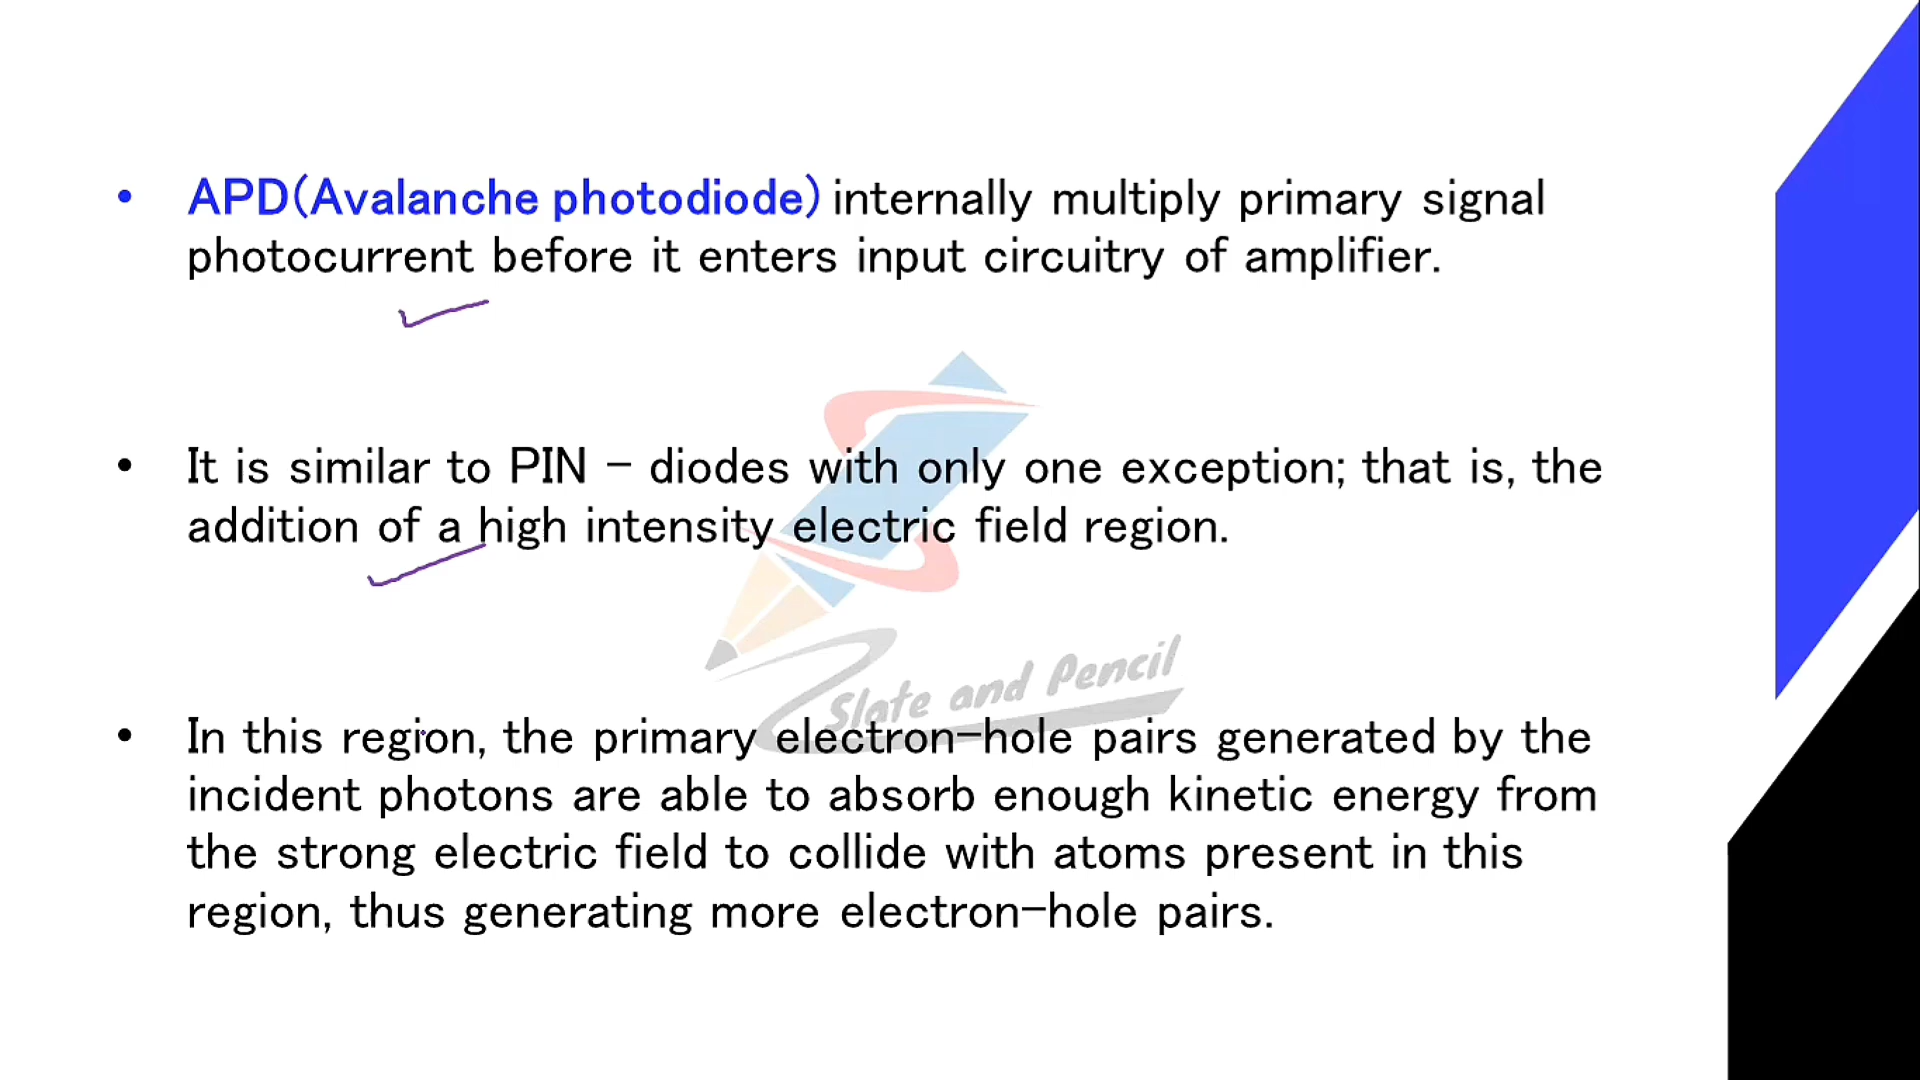 • APD(Avalanche photodiode) internally multiply primary signal
photocurrent before it enters input circuitry of amplifier.
• It is similar to PIN – diodes with only one exception; that is, the
addition of a high intensity electric field region.
Slate and Pencil
• In this region, the primary electron-hole pairs generated by the
incident photons are able to absorb enough kinetic energy from
the strong electric field to collide with atoms present in this
region, thus generating more electron-hole pairs.